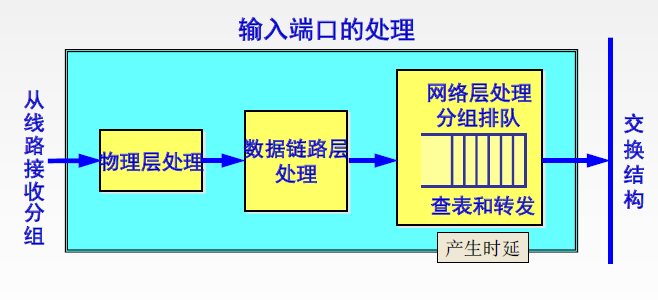 输入端口的处理
从线路接收分组
物理层处理
数据链路层
处理
网络层处理
分组排队
查表和转发
产生时延
交换结构